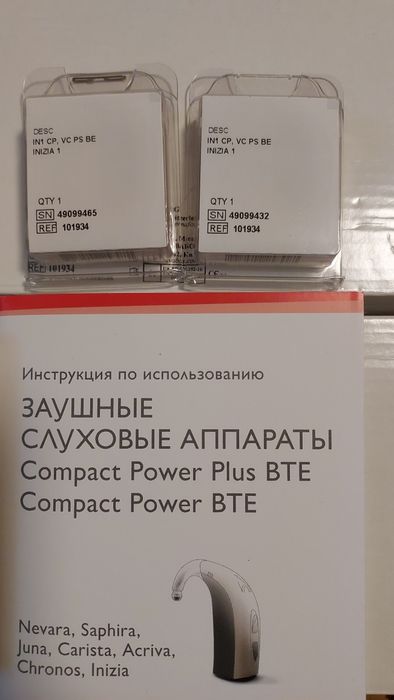 DESC
IN1 CP, VC PS BE
INIZIA 1
QTY 1
SN 49099465
REF 101934
REF 101934
DESC
IN1 CP, VC PS BE
INIZIA 1
QTY 1
SN 49099432
REF 101934
Инструкция по использованию
ЗАУШНЫЕ
СЛУХОВЫЕ АППАРАТЫ
Compact Power Plus BTE
Compact Power BTE
Nevara, Saphira,
Juna, Carista, Acriva,
Chronos, Inizia